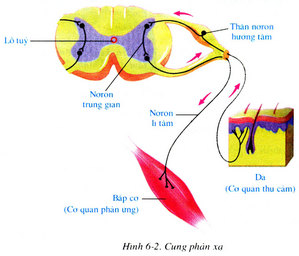 Thân nơron
hướng tâm
Lỗ tuỷ
Nơron
trung gian
Nơron
li tâm
Da
(Cơ quan thụ cảm)
Bắp cơ
(Cơ quan phản ứng)
Hình 6-2. Cung phản xạ